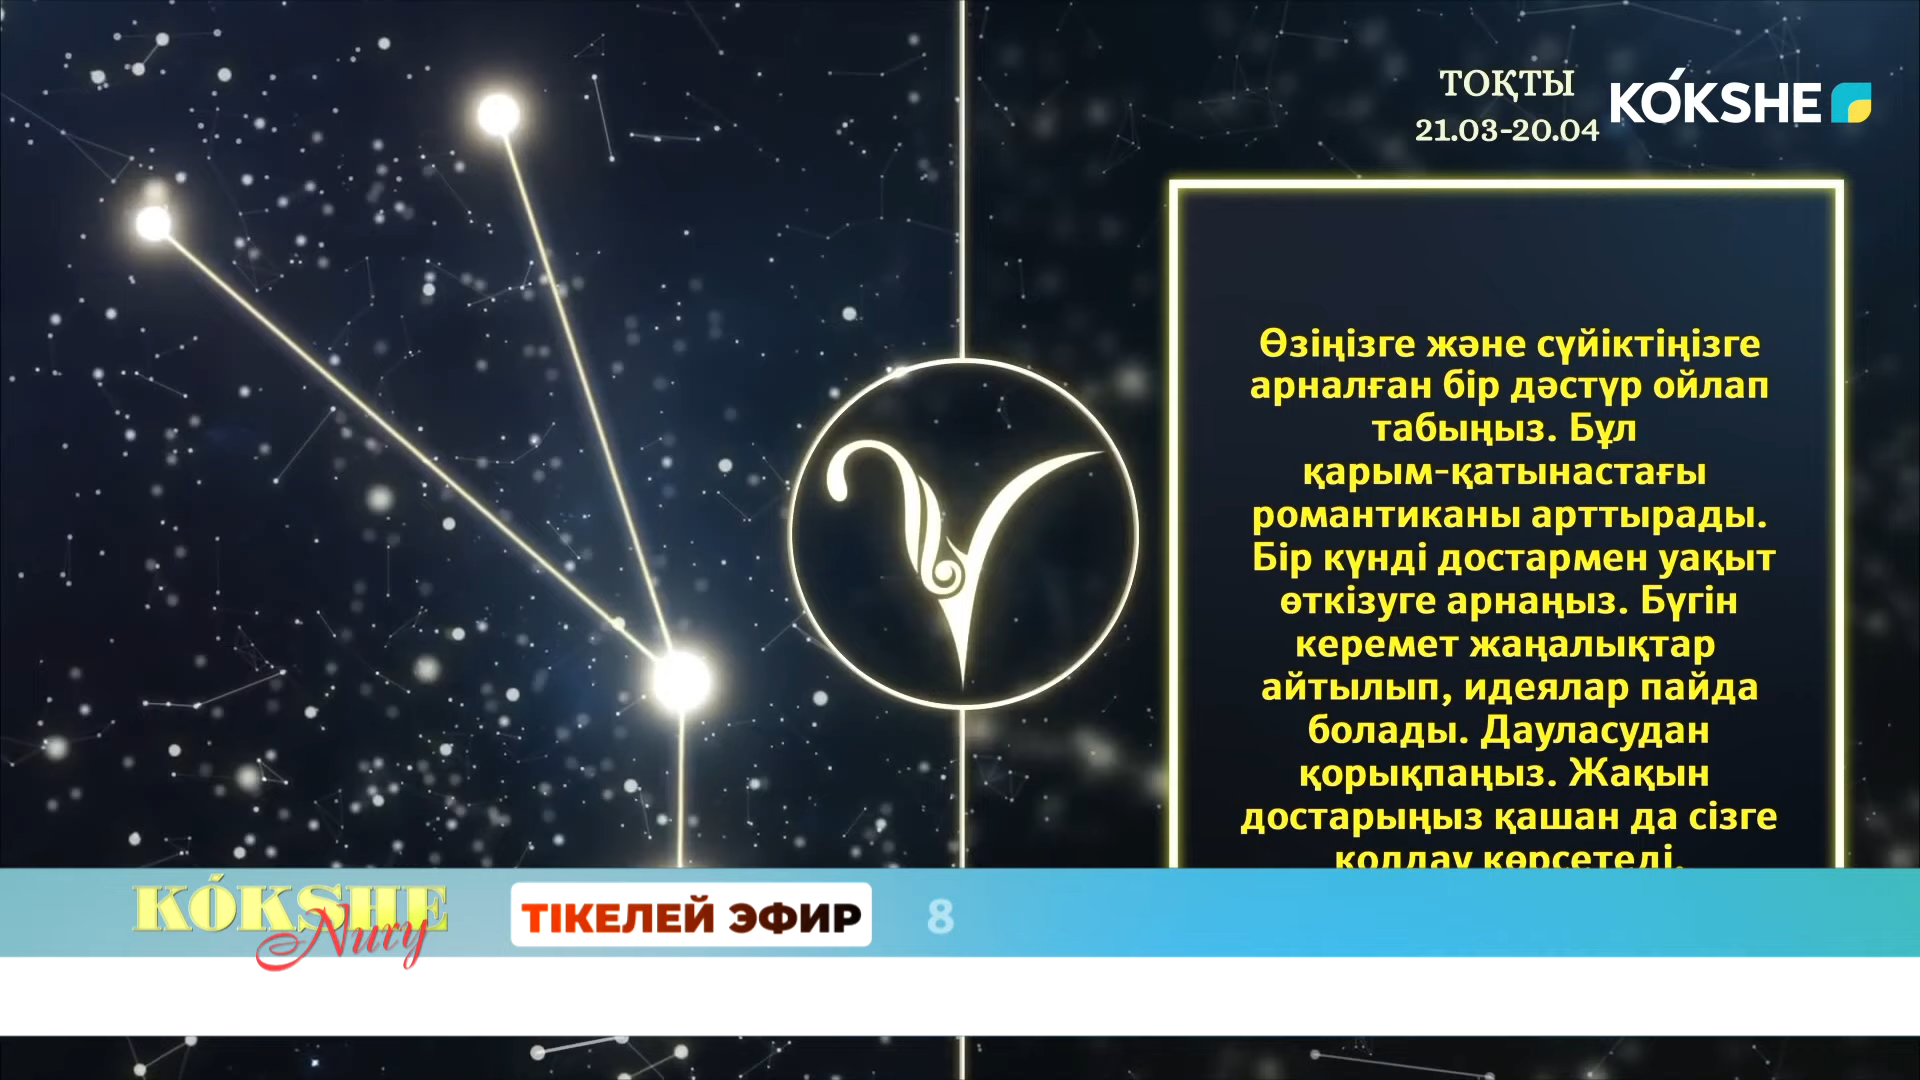 ТОҚТЫ
21.03-20.04
KÓKSHE
Өзіңізге және сүйіктіңізге
арналған бір дәстүр ойлап
табыңыз. Бұл
қарым-қатынастағы
романтиканы арттырады.
Бір күнді достармен уақыт
өткізуге арнаңыз. Бүгін
керемет жаңалықтар
айтылып, идеялар пайда
болады. Дауласудан
қорықпаңыз. Жақын
достарыңыз қашан да сізге
қолдау көрсетеді.
KÓKSHE
Nury
ТІКЕЛЕЙ ЭФИР
8